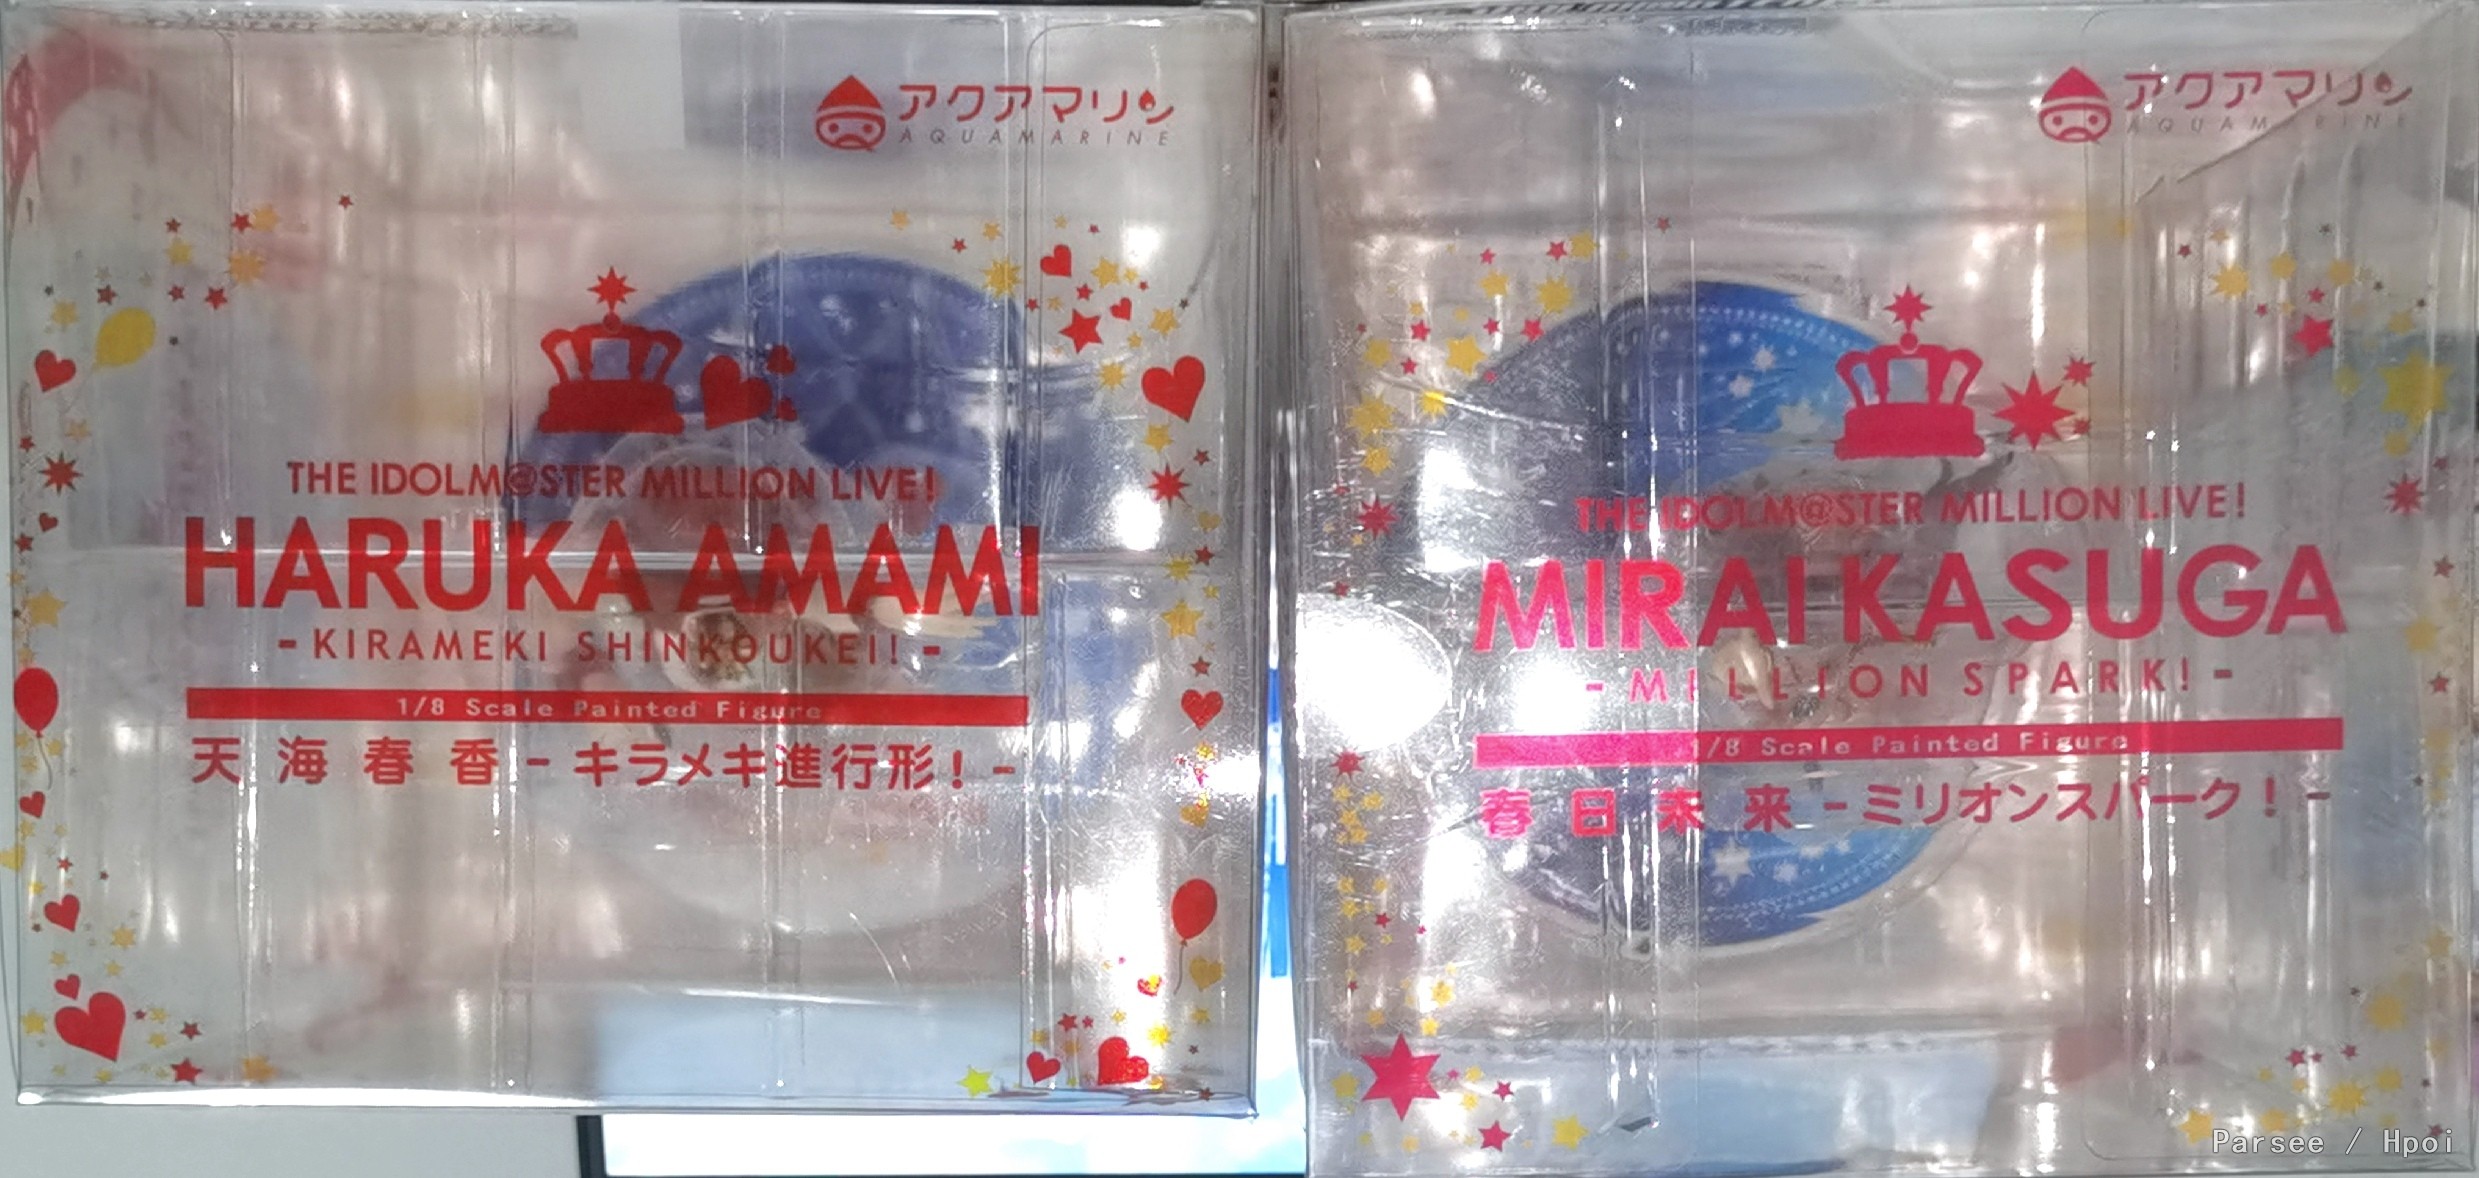 アクアマリン
AQUAMARINE
THE IDOLM@STER MILLION LIVE!
HARUKA AMAMI
- KIRAMEKI SHINKOUKEI! -
1/8 Scale Painted Figure
天海春香 - キラメキ進行形! -
アクアマリン
AQUAMARINE
THE IDOLM@STER MILLION LIVE!
MIRAI KASUGA
- MILLION SPARK! -
1/8 Scale Painted Figure
春日未来 - ミリオンスパーク! -
Parsee / Hpoi